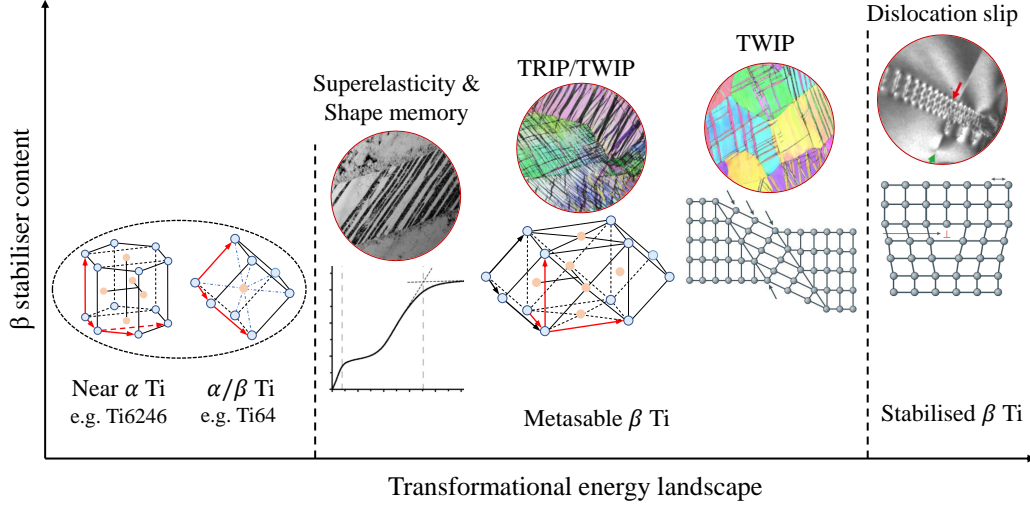 Dislocation slip
TWIP
TRIP/TWIP
Superelasticity &
Shape memory
β stabiliser content
Near α Ti
e.g. Ti6246
α/β Ti
e.g. Ti64
Metasable β Ti
Stabilised β Ti
⊥
Transformational energy landscape